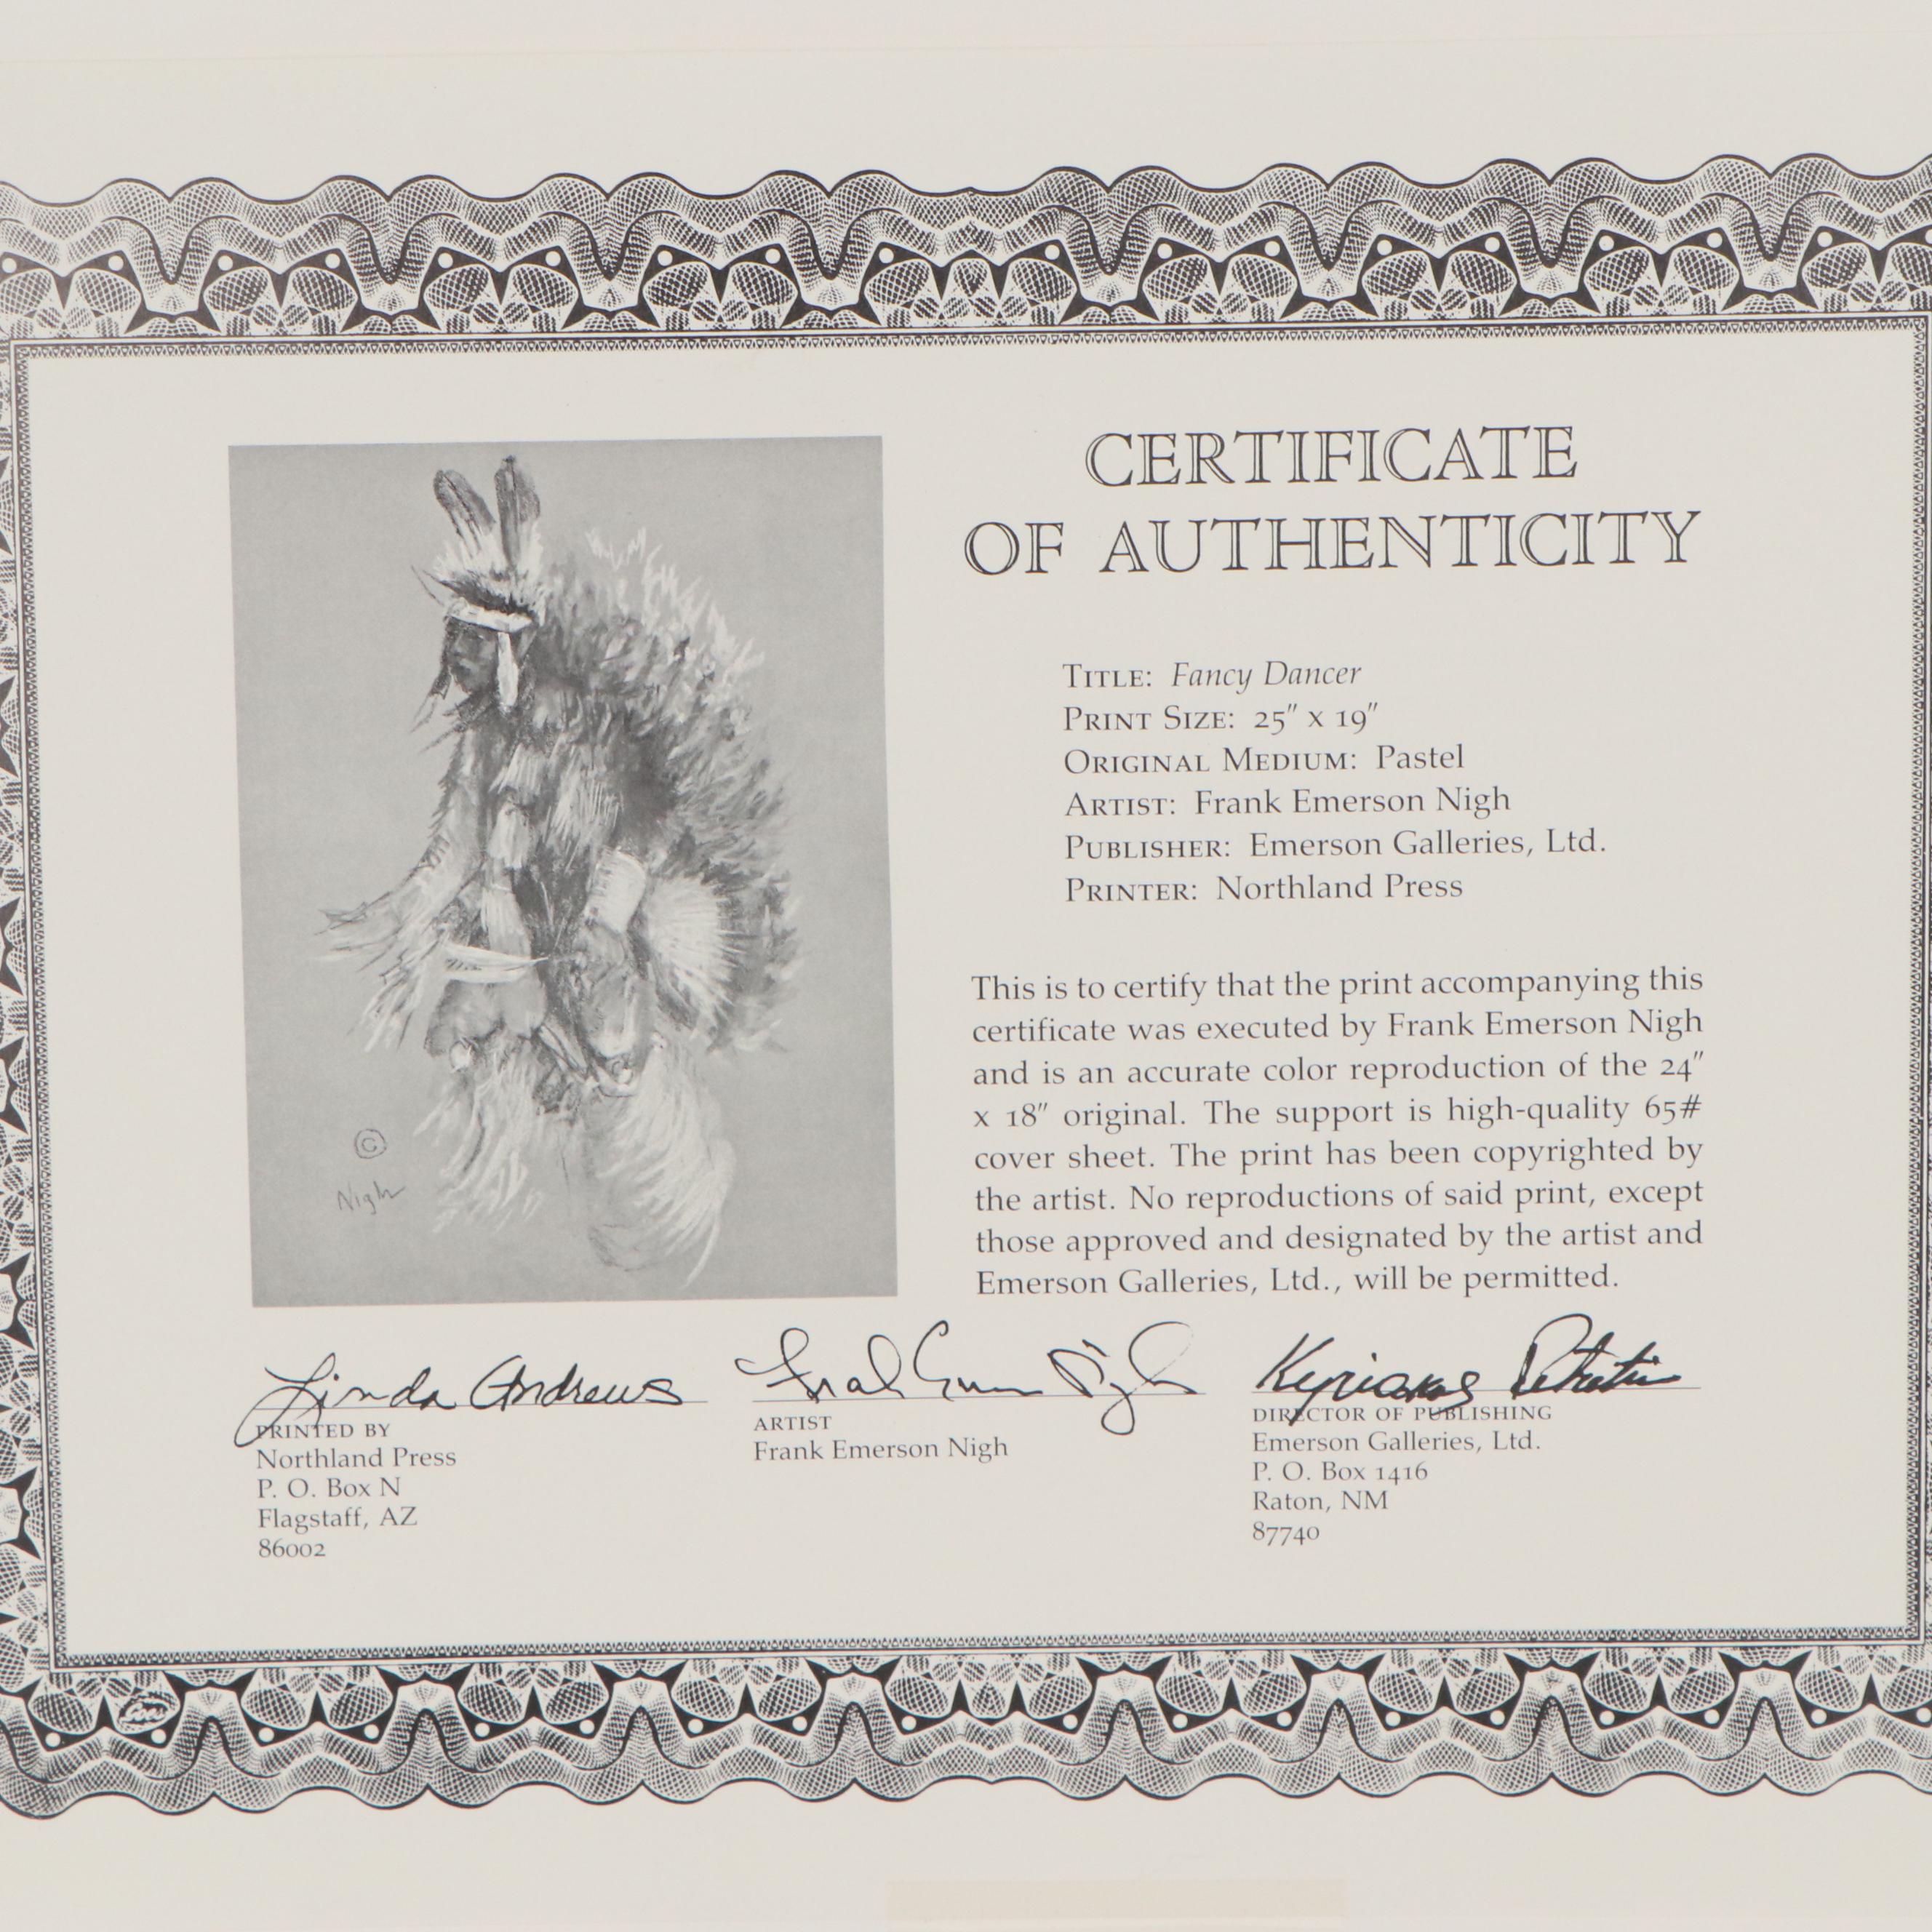 CERTIFICATE
OF AUTHENTICITY
TITLE: Fancy Dancer
PRINT SIZE: 25" x 19"
ORIGINAL MEDIUM: Pastel
ARTIST: Frank Emerson Nigh
PUBLISHER: Emerson Galleries, Ltd.
PRINTER: Northland Press
This is to certify that the print accompanying this
certificate was executed by Frank Emerson Nigh
and is an accurate color reproduction of the 24"
x 18" original. The support is high-quality 65#
cover sheet. The print has been copyrighted by
the artist. No reproductions of said print, except
those approved and designated by the artist and
Emerson Galleries, Ltd., will be permitted.
©
Nigh
Linda Andrews
PRINTED BY
Northland Press
P. O. Box N
Flagstaff, AZ
86002
Frank Emerson Nigh
ARTIST
Frank Emerson Nigh
Kyriakos
DIRECTOR OF PUBLISHING
Emerson Galleries, Ltd.
P. O. Box 1416
Raton, NM
87740